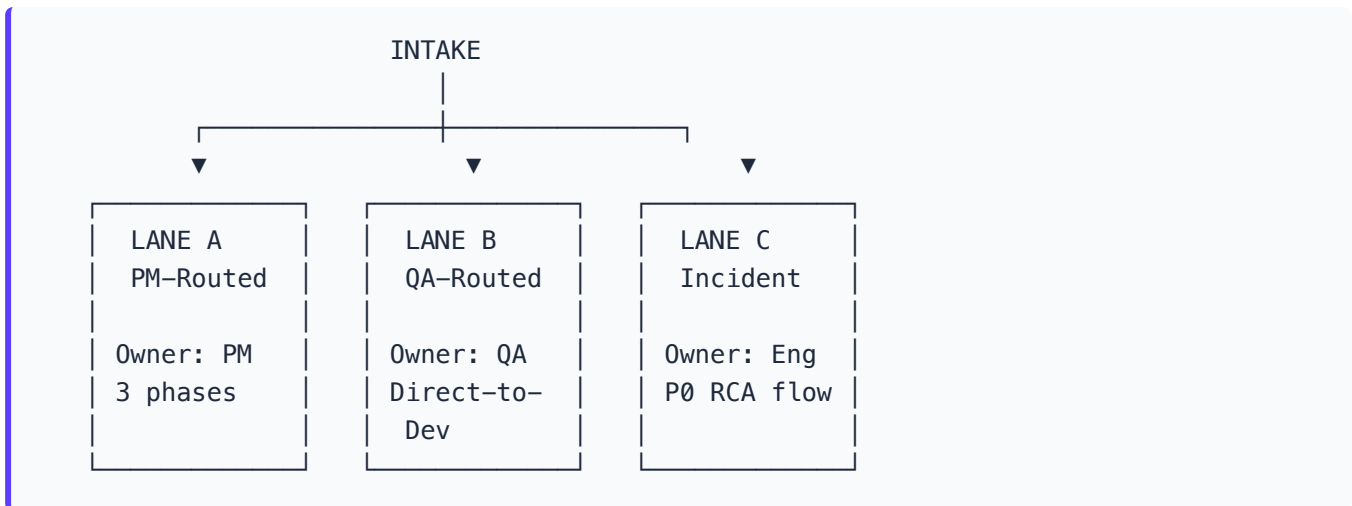 INTAKE
LANE A
PM-Routed
Owner: PM
3 phases
LANE B
QA-Routed
Owner: QA
Direct-to-
Dev
LANE C
Incident
Owner: Eng
P0 RCA flow